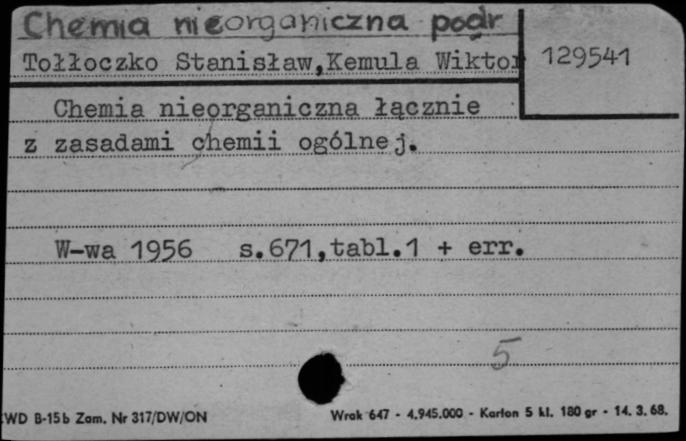 Chemia nieorganiczna podr
Tołłoczko Stanisław,Kemula Wiktor
129541
Chemia nieorganiczna łącznie
z zasadami chemii ogólnej.
W-wa 1956 s.671,tabl.1 + err.
5
WD B-15b Zam. Nr 317/DW/ON Wrak 647 - 4.945.000 - Karton 5 kl. 180 gr - 14. 3. 68.